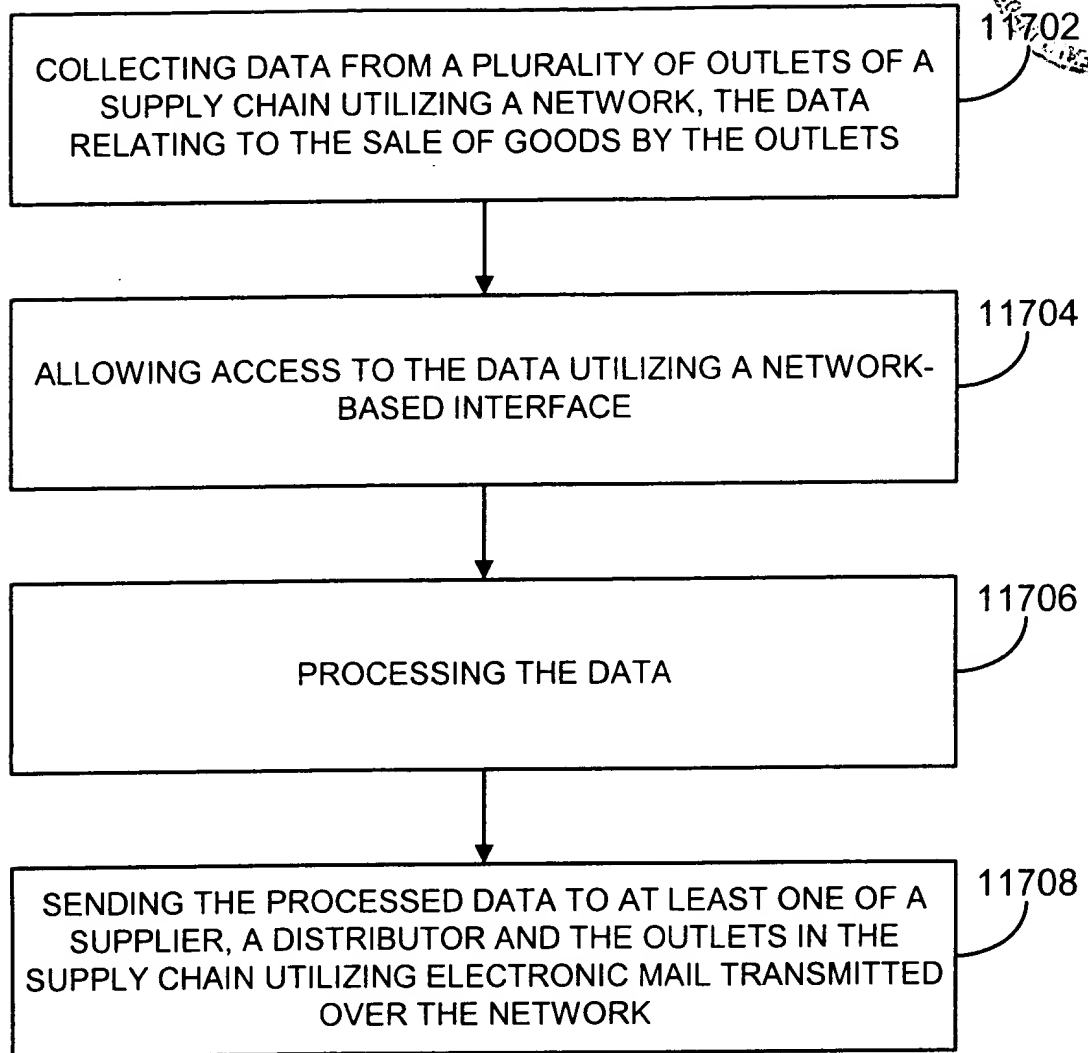 11702
COLLECTING DATA FROM A PLURALITY OF OUTLETS OF A
SUPPLY CHAIN UTILIZING A NETWORK, THE DATA
RELATING TO THE SALE OF GOODS BY THE OUTLETS
11704
ALLOWING ACCESS TO THE DATA UTILIZING A NETWORK-
BASED INTERFACE
11706
PROCESSING THE DATA
11708
SENDING THE PROCESSED DATA TO AT LEAST ONE OF A
SUPPLIER, A DISTRIBUTOR AND THE OUTLETS IN THE
SUPPLY CHAIN UTILIZING ELECTRONIC MAIL TRANSMITTED
OVER THE NETWORK